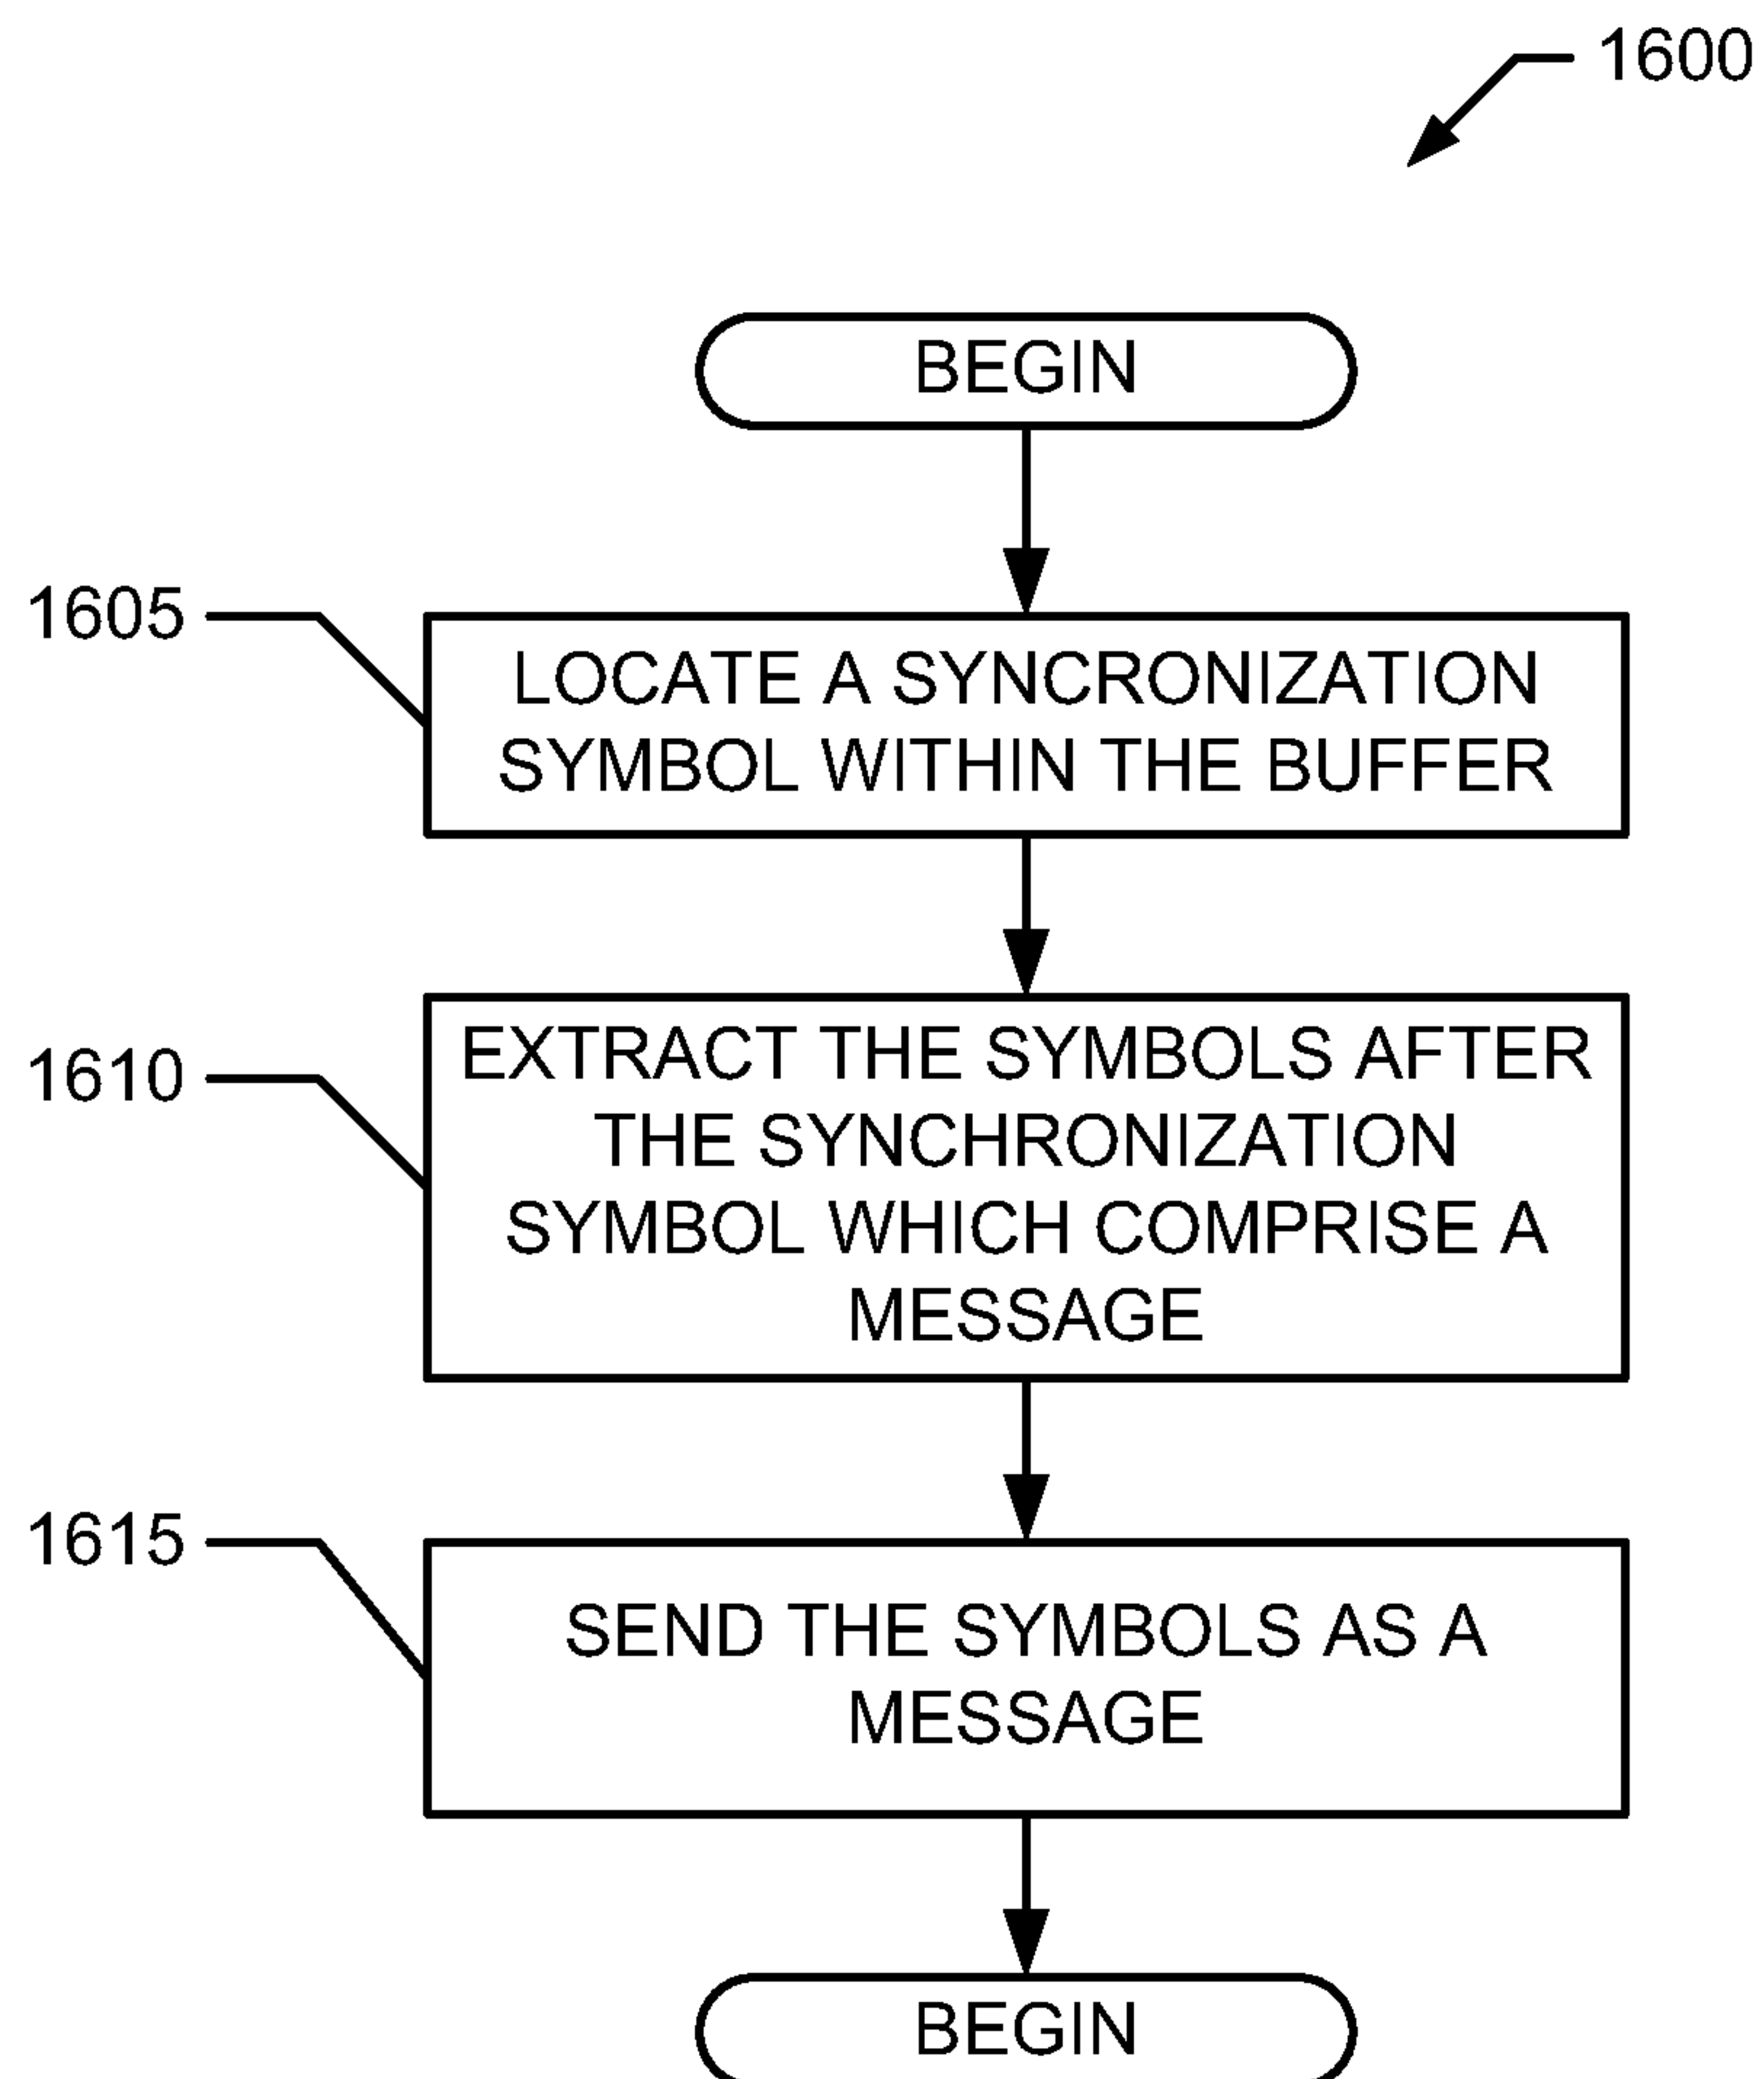 1600
BEGIN
1605
LOCATE A SYNCRONIZATION
SYMBOL WITHIN THE BUFFER
1610
EXTRACT THE SYMBOLS AFTER
THE SYNCHRONIZATION
SYMBOL WHICH COMPRISE A
MESSAGE
1615
SEND THE SYMBOLS AS A
MESSAGE
BEGIN